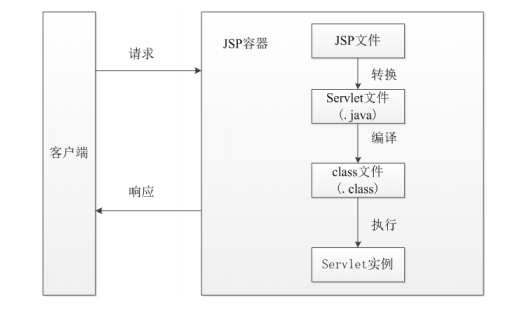 JSP容器
JSP文件
请求
转换
Servlet文件
(.java)
编译
客户端
class文件
(.class)
响应
执行
Servlet实例